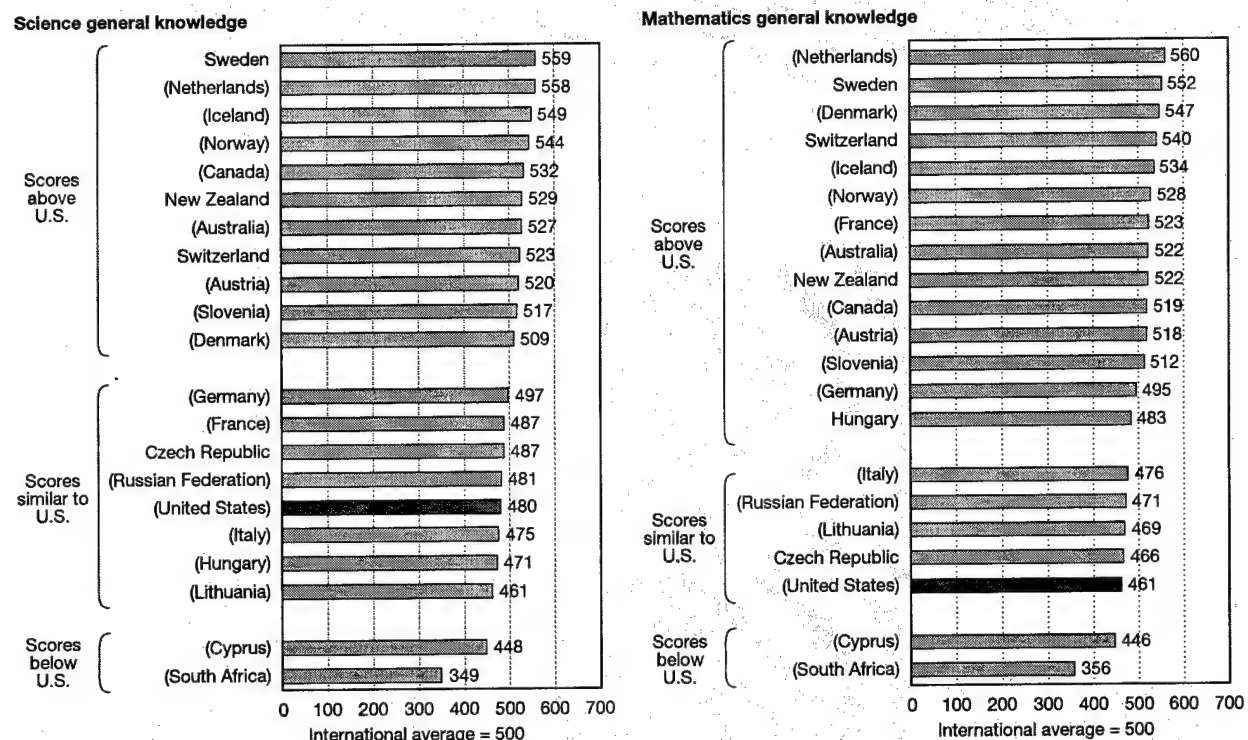 Science general knowledge
Scores
above
U.S.
Sweden 559
(Netherlands) 558
(Iceland) 549
(Norway) 544
(Canada) 532
New Zealand 529
(Australia) 527
Switzerland 523
(Austria) 520
(Slovenia) 517
(Denmark) 509
Scores
similar to
U.S.
(Germany) 497
(France) 487
Czech Republic 487
(Russian Federation) 481
(United States) 480
(Italy) 475
(Hungary) 471
(Lithuania) 461
Scores
below
U.S.
(Cyprus) 448
(South Africa) 349
0 100 200 300 400 500 600 700
International average = 500
Mathematics general knowledge
Scores
above
U.S.
(Netherlands) 560
Sweden 552
(Denmark) 547
Switzerland 540
(Iceland) 534
(Norway) 528
(France) 523
(Australia) 522
New Zealand 522
(Canada) 519
(Austria) 518
(Slovenia) 512
(Germany) 495
Hungary 483
Scores
similar to
U.S.
(Italy) 476
(Russian Federation) 471
(Lithuania) 469
Czech Republic 466
(United States) 461
Scores
below
U.S.
(Cyprus) 446
(South Africa) 356
0 100 200 300 400 500 600 700
International average = 500